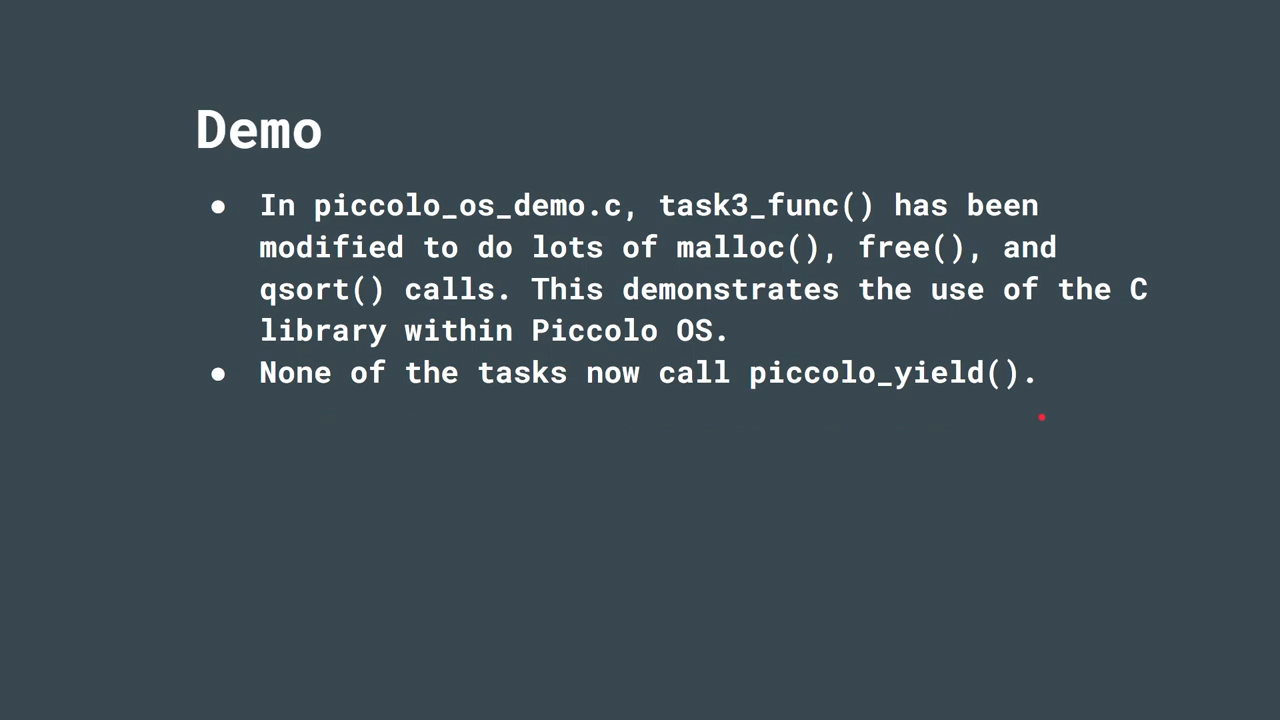 Demo
● In piccolo_os_demo.c, task3_func() has been
modified to do lots of malloc(), free(), and
qsort() calls. This demonstrates the use of the C
library within Piccolo OS.
● None of the tasks now call piccolo_yield().